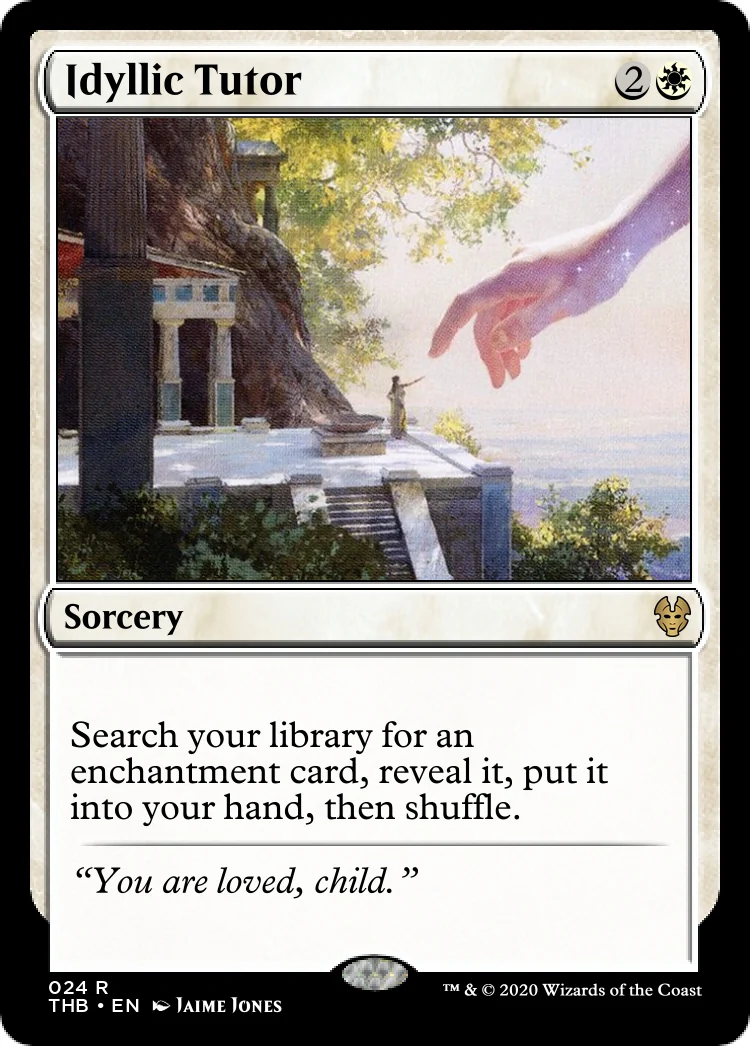 Idyllic Tutor 2
Sorcery
Search your library for an
enchantment card, reveal it, put it
into your hand, then shuffle.
“You are loved, child.”
024 R
THB • EN Jaime Jones
™ & © 2020 Wizards of the Coast